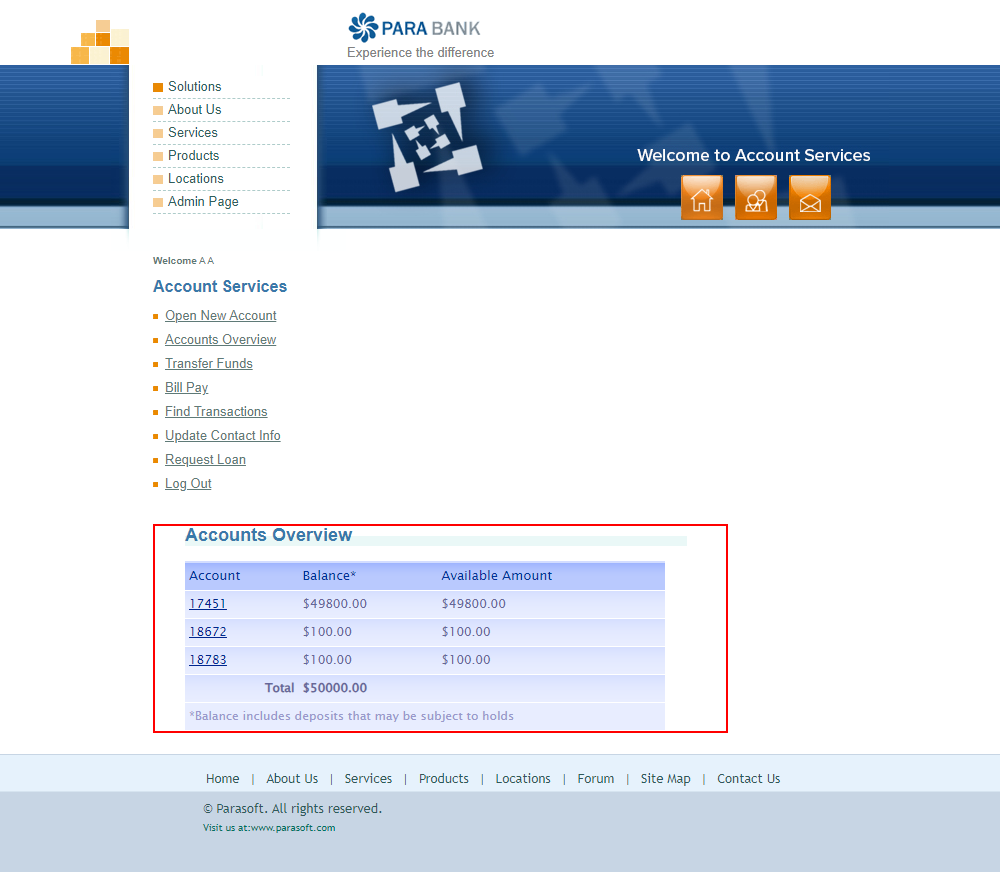 PARA BANK
Experience the difference
Solutions
About Us
Services
Products
Locations
Admin Page
Welcome to Account Services
Welcome A A
Account Services
Open New Account
Accounts Overview
Transfer Funds
Bill Pay
Find Transactions
Update Contact Info
Request Loan
Log Out
Accounts Overview
Account Balance* Available Amount
17451 $49800.00 $49800.00
18672 $100.00 $100.00
18783 $100.00 $100.00
Total $50000.00
*Balance includes deposits that may be subject to holds
Home | About Us | Services | Products | Locations | Forum | Site Map | Contact Us
© Parasoft. All rights reserved.
Visit us at:www.parasoft.com